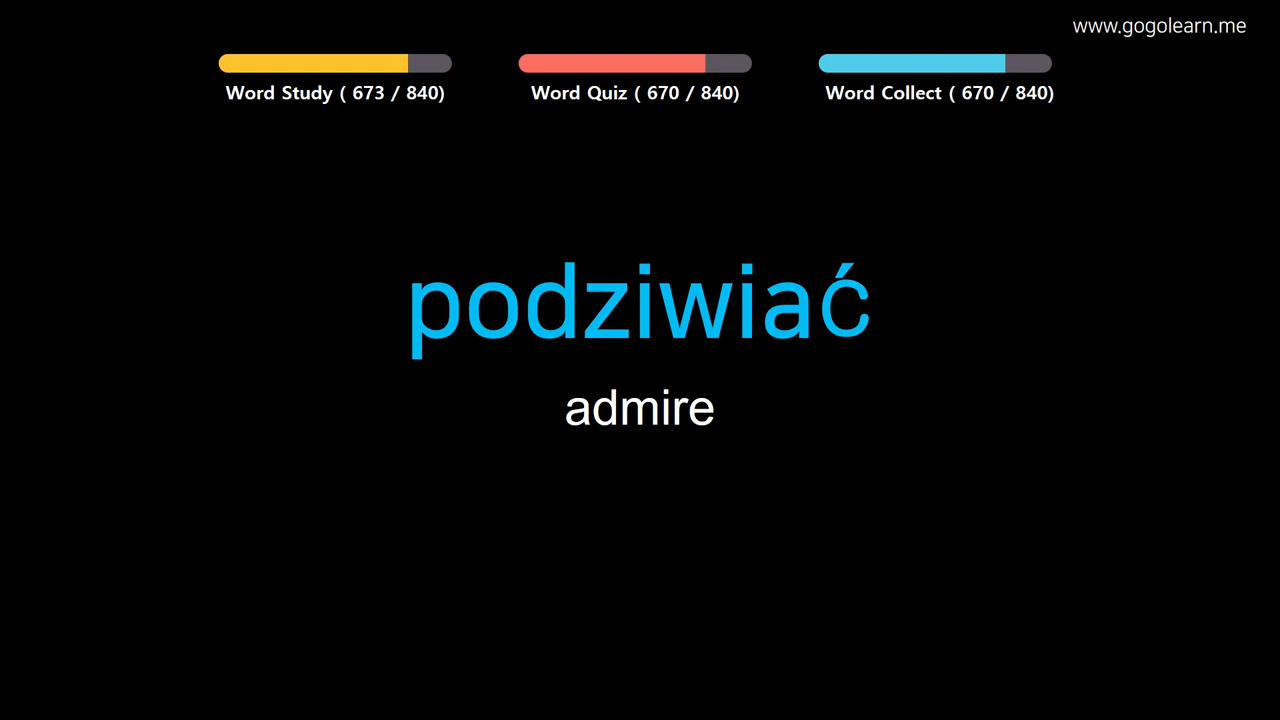 www.gogolearn.me
Word Study ( 673 / 840)
Word Quiz ( 670 / 840)
Word Collect ( 670 / 840)
podziwiać
admire